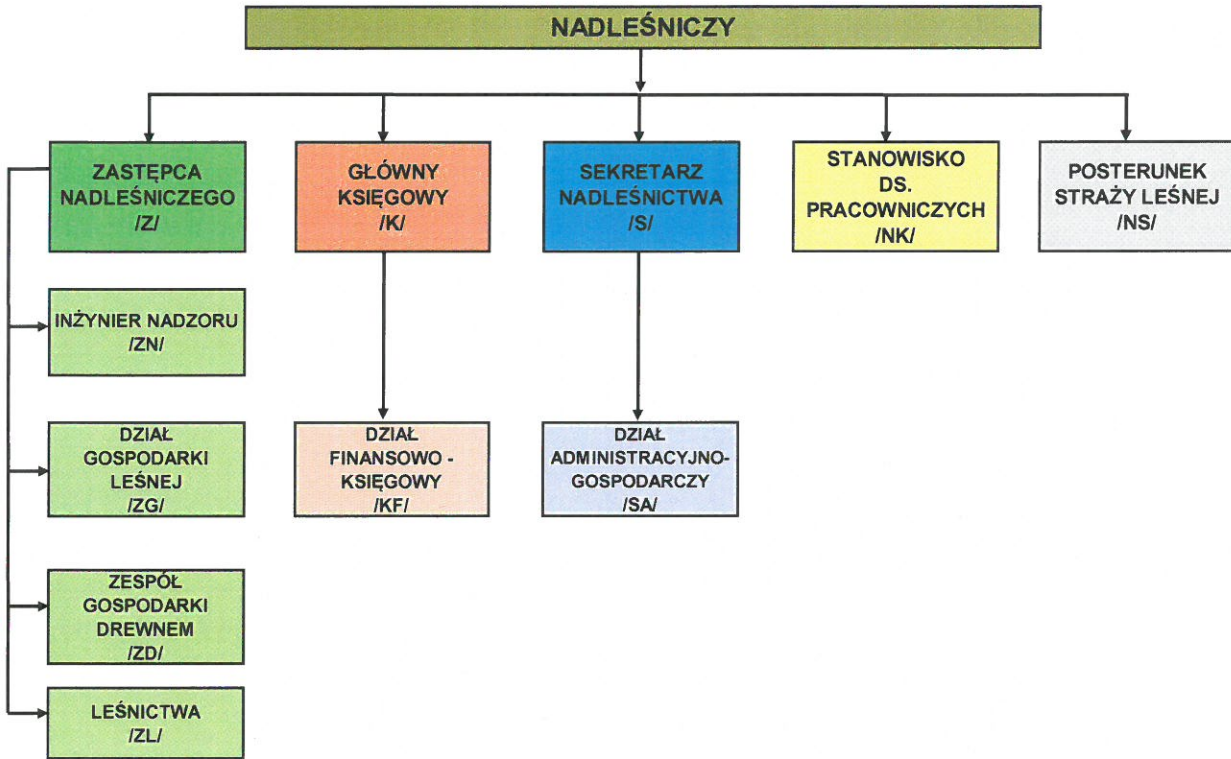 NADLEŚNICZY
ZASTĘPCA
NADLEŚNICZEGO
/Z/
GŁÓWNY
KSIĘGOWY
/K/
SEKRETARZ
NADLEŚNICTWA
/S/
STANOWISKO
DS.
PRACOWNICZYCH
/NK/
POSTERUNEK
STRAŻY LEŚNEJ
/NS/
INŻYNIER NADZORU
/ZN/
DZIAŁ
GOSPODARKI
LEŚNEJ
/ZG/
DZIAŁ
FINANSOWO -
KSIĘGOWY
/KF/
DZIAŁ
ADMINISTRACYJNO-
GOSPODARCZY
/SA/
ZESPÓŁ
GOSPODARKI
DREWNEM
/ZD/
LEŚNICTWA
/ZL/